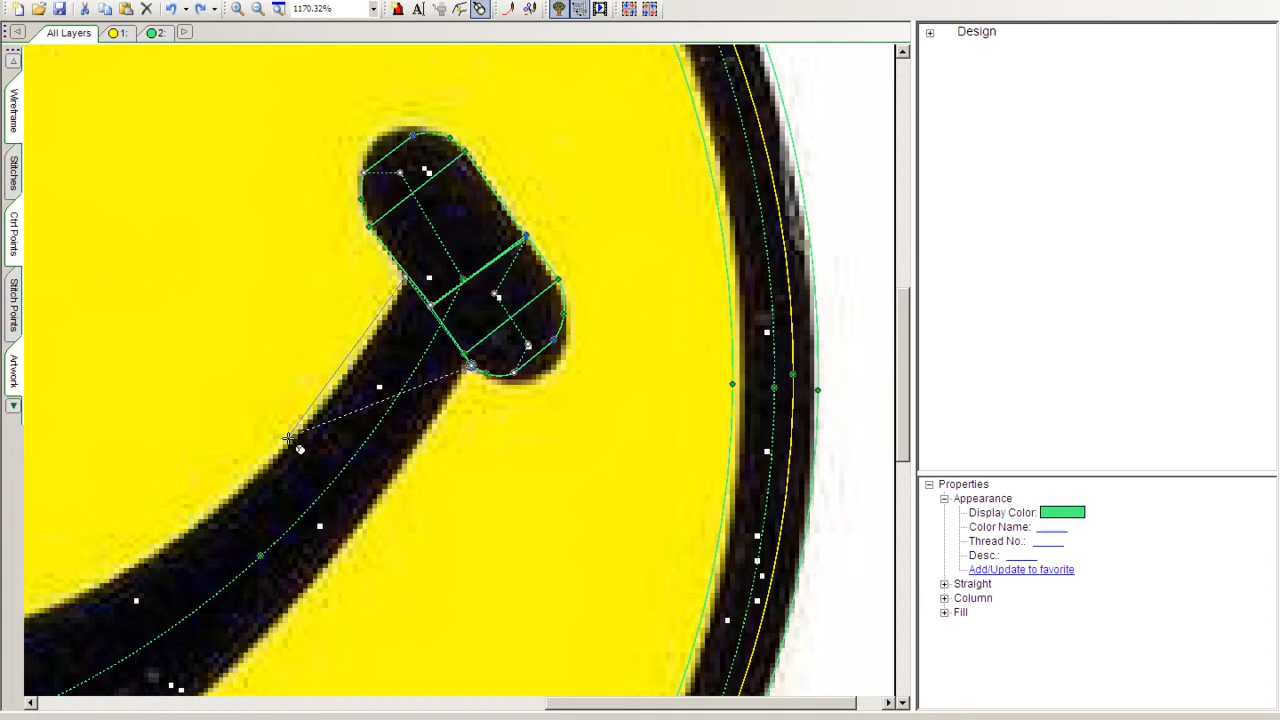 1170.32%
All Layers
1:
2:
Wireframe
Stitches
Ctrl Points
Stitch Points
Artwork
Design
Properties
Appearance
Display Color:
Color Name:
Thread No.:
Desc.:
Add/Update to favorite
Straight
Column
Fill